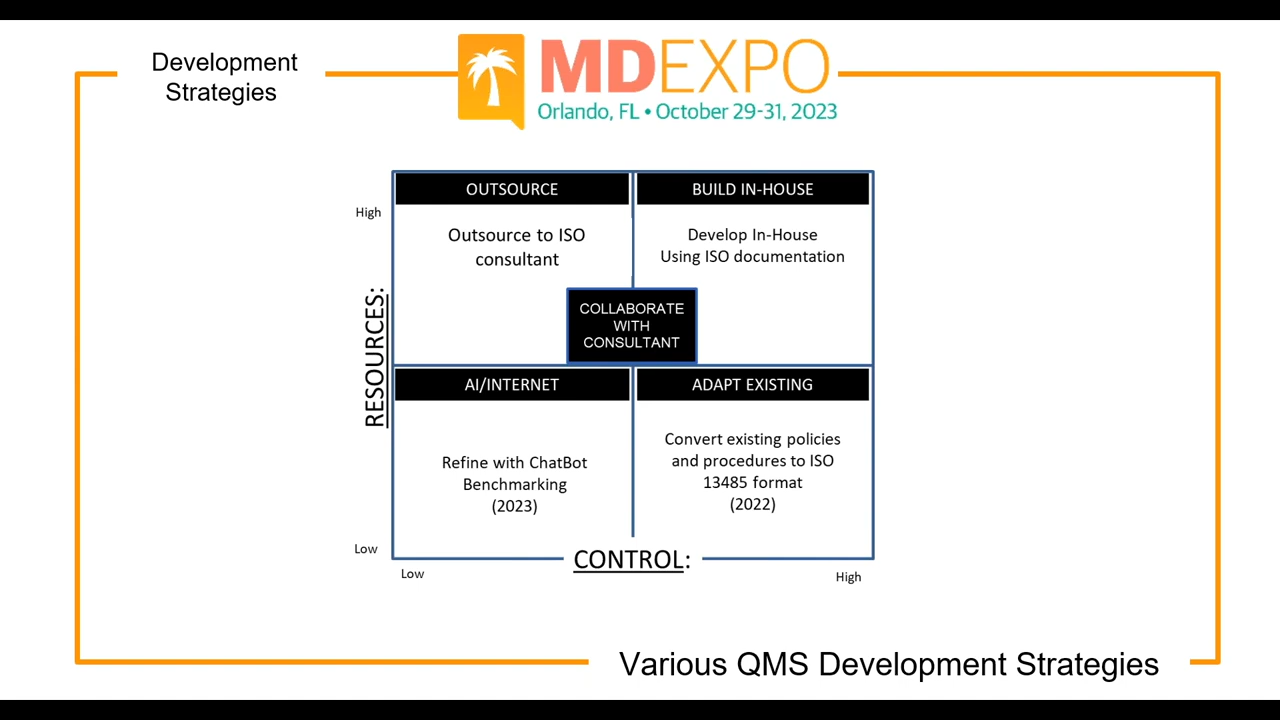 Development
Strategies
MDEXPO
Orlando, FL • October 29-31, 2023
OUTSOURCE
BUILD IN-HOUSE
High
Outsource to ISO
consultant
Develop In-House
Using ISO documentation
COLLABORATE
WITH
CONSULTANT
RESOURCES:
AI/INTERNET
ADAPT EXISTING
Refine with ChatBot
Benchmarking
(2023)
Convert existing policies
and procedures to ISO
13485 format
(2022)
Low
CONTROL:
Low
High
Various QMS Development Strategies